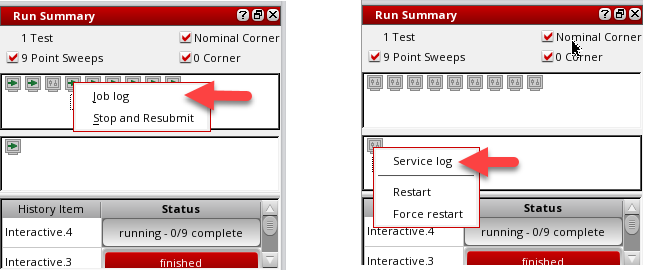 Run Summary
1 Test
Nominal Corner
9 Point Sweeps
0 Corner
Job log
Stop and Resubmit
History Item
Status
Interactive.4
running - 0/9 complete
Interactive.3
finished
Run Summary
1 Test
Nominal Corner
9 Point Sweeps
0 Corner
Service log
Restart
Force restart
Status
Interactive.4
running - 0/9 complete
Interactive.3
finished